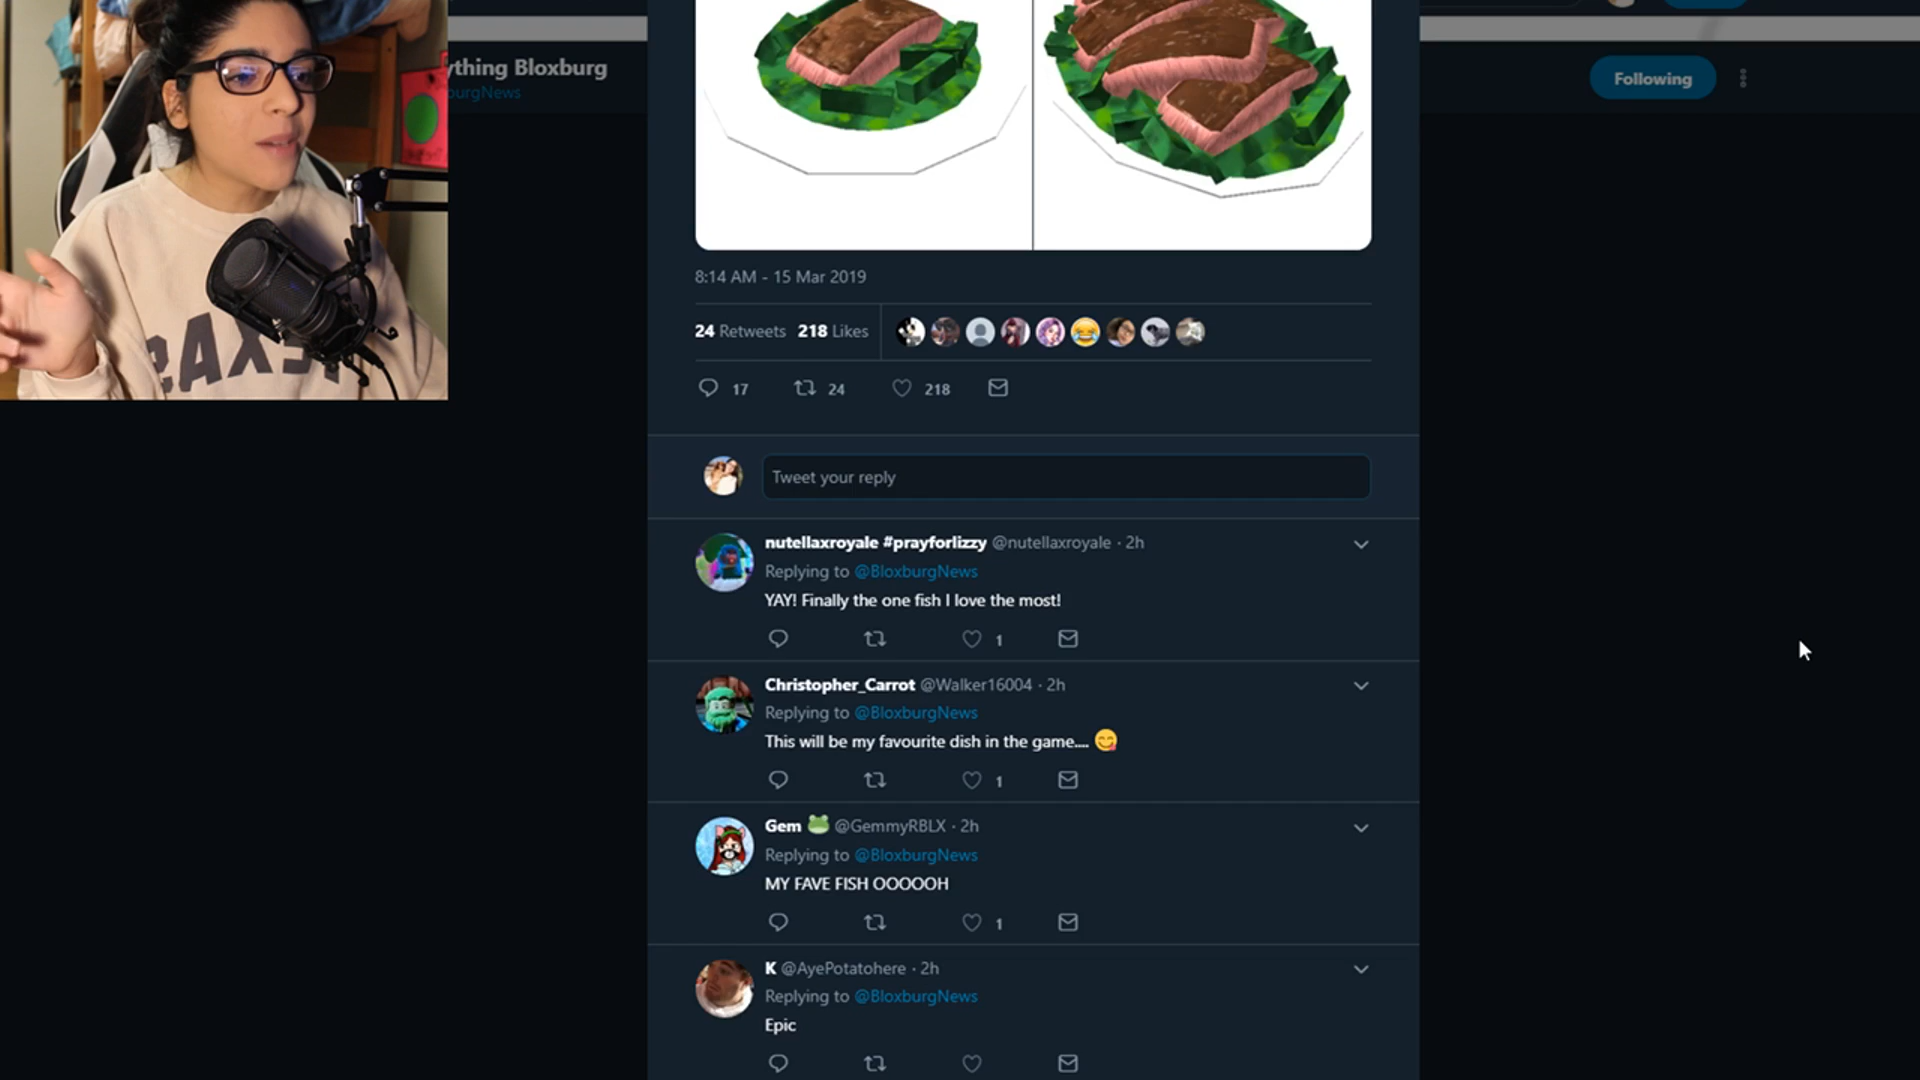 ything Bloxburg
burgNews
Following
8:14 AM - 15 Mar 2019
24 Retweets 218 Likes
17 24 218
Tweet your reply
nutellaxroyale #prayforlizzy @nutellaxroyale · 2h
Replying to @BloxburgNews
YAY! Finally the one fish I love the most!
1
Christopher_Carrot @Walker16004 · 2h
Replying to @BloxburgNews
This will be my favourite dish in the game.... 😋
1
Gem 🐸 @GemmyRBLX · 2h
Replying to @BloxburgNews
MY FAVE FISH OOOOOH
1
K @AyePotatohere · 2h
Replying to @BloxburgNews
Epic